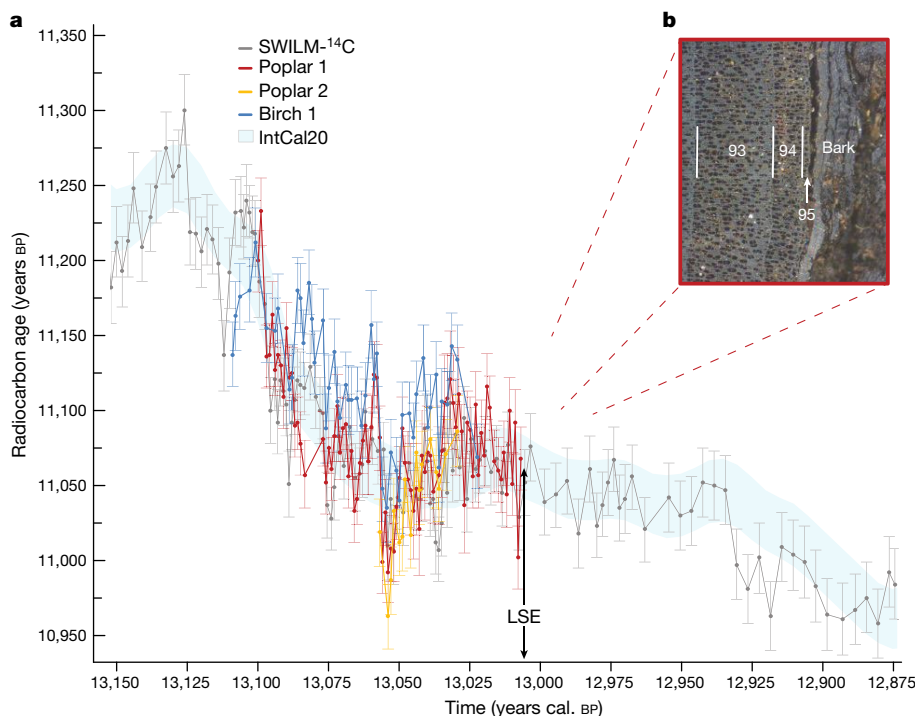 a
b
11,350
11,300
11,250
11,200
11,150
11,100
11,050
11,000
10,950
Radiocarbon age (years BP)
SWILM-¹⁴C
Poplar 1
Poplar 2
Birch 1
IntCal20
93
94
Bark
95
LSE
13,150
13,125
13,100
13,075
13,050
13,025
13,000
12,975
12,950
12,925
12,900
12,875
Time (years cal. BP)